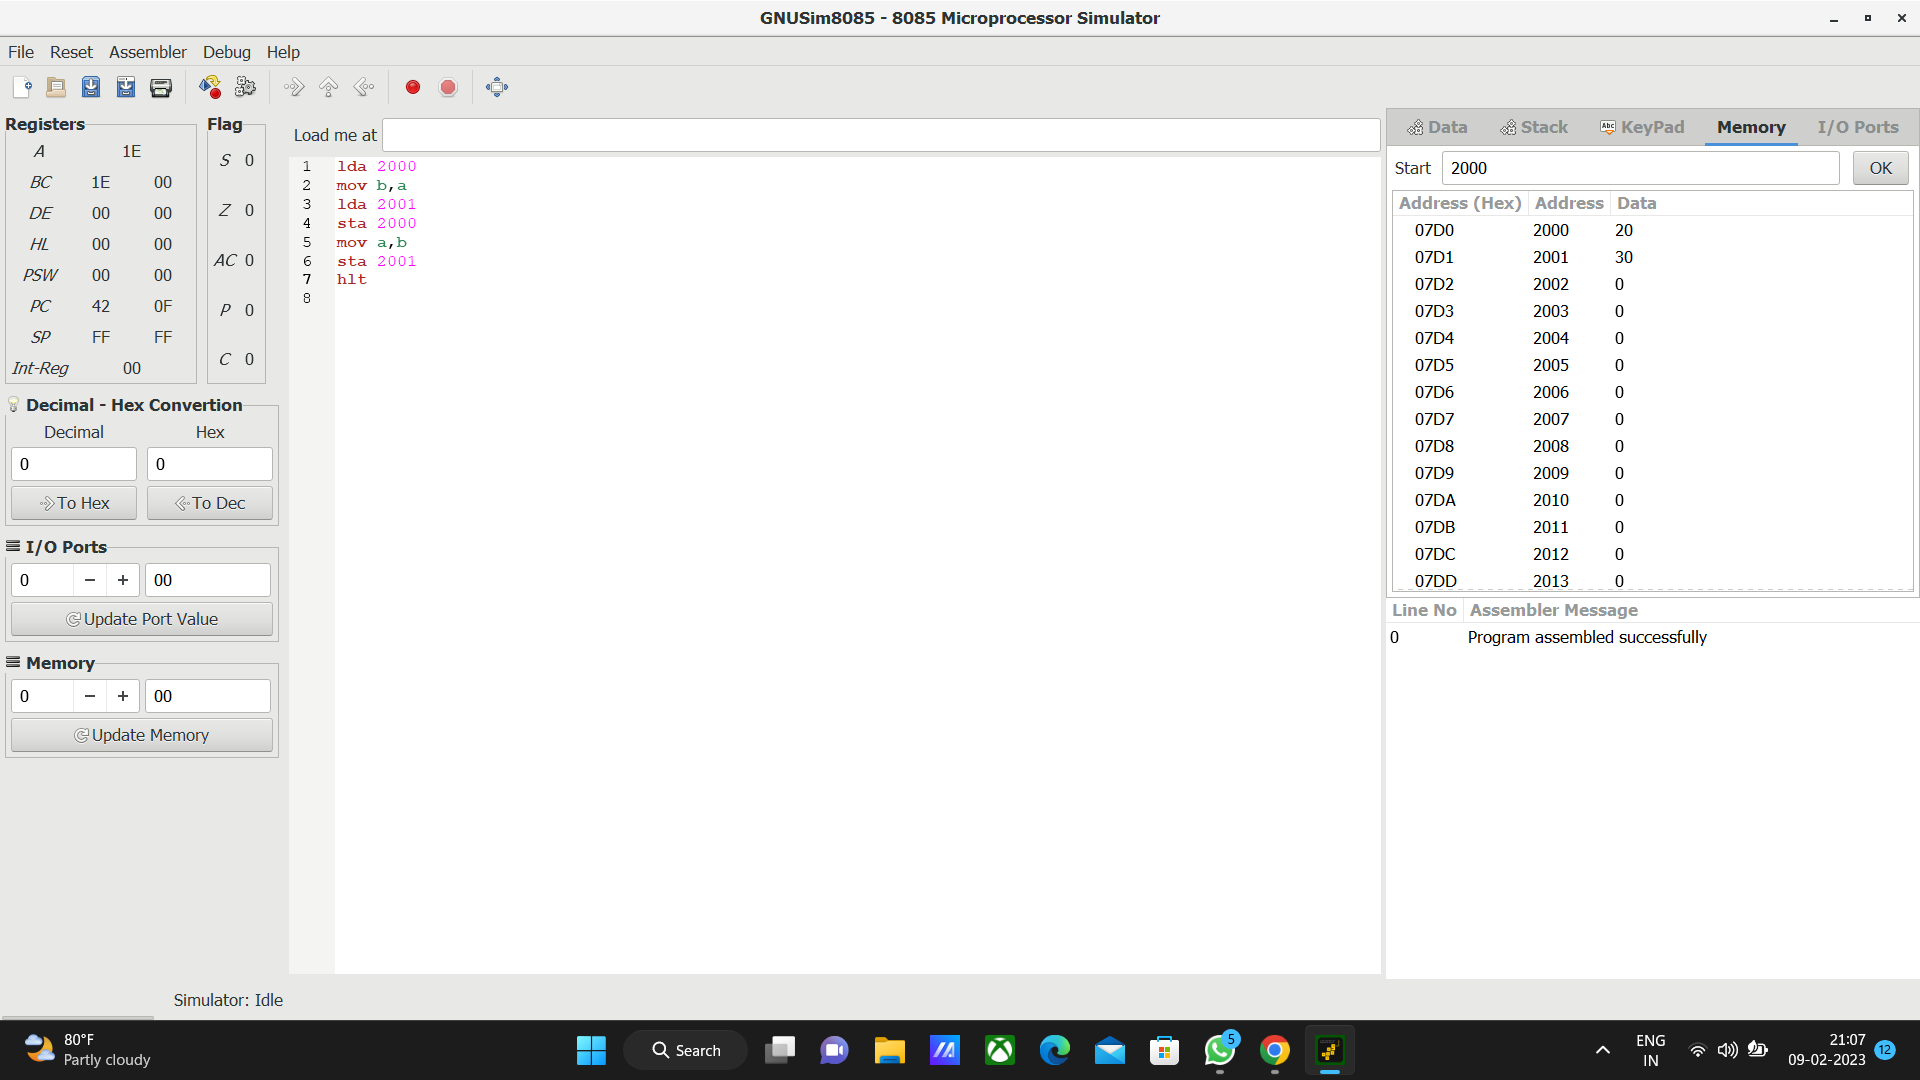 GNUSim8085 - 8085 Microprocessor Simulator
File Reset Assembler Debug Help
Registers
A 1E
BC 1E 00
DE 00 00
HL 00 00
PSW 00 00
PC 42 0F
SP FF FF
Int-Reg 00
Flag
S 0
Z 0
AC 0
P 0
C 0
Decimal - Hex Convertion
Decimal Hex
0 0
To Hex To Dec
I/O Ports
0 − + 00
Update Port Value
Memory
0 − + 00
Update Memory
Load me at
1 lda 2000
2 mov b,a
3 lda 2001
4 sta 2000
5 mov a,b
6 sta 2001
7 hlt
8
Data Stack Abc KeyPad Memory I/O Ports
Start 2000 OK
Address (Hex) Address Data
07D0 2000 20
07D1 2001 30
07D2 2002 0
07D3 2003 0
07D4 2004 0
07D5 2005 0
07D6 2006 0
07D7 2007 0
07D8 2008 0
07D9 2009 0
07DA 2010 0
07DB 2011 0
07DC 2012 0
07DD 2013 0
Line No Assembler Message
0 Program assembled successfully
Simulator: Idle
80°F
Partly cloudy
Search
5
ENG
IN
21:07
09-02-2023
12